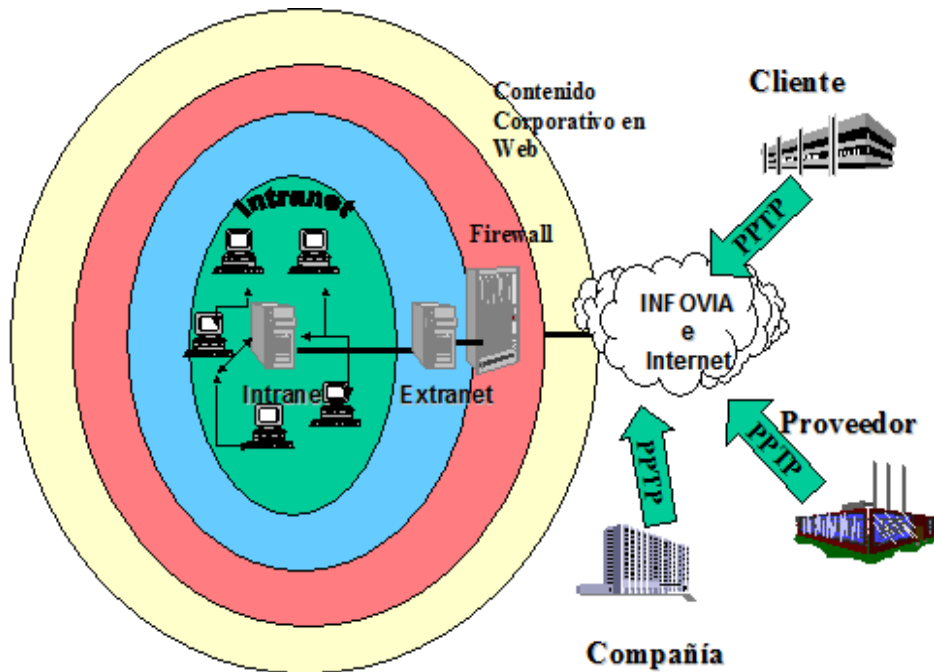 Contenido
Corporativo en
Web
Cliente
Intranet
Firewall
PPTP
INFOVIA
e
Internet
Intranet
Extranet
Proveedor
PPTP
PPTP
Compañía